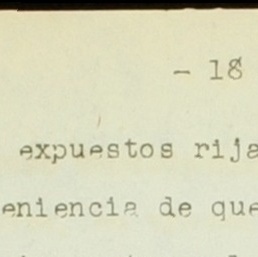 - 18
expuestos rija
eniencia de que